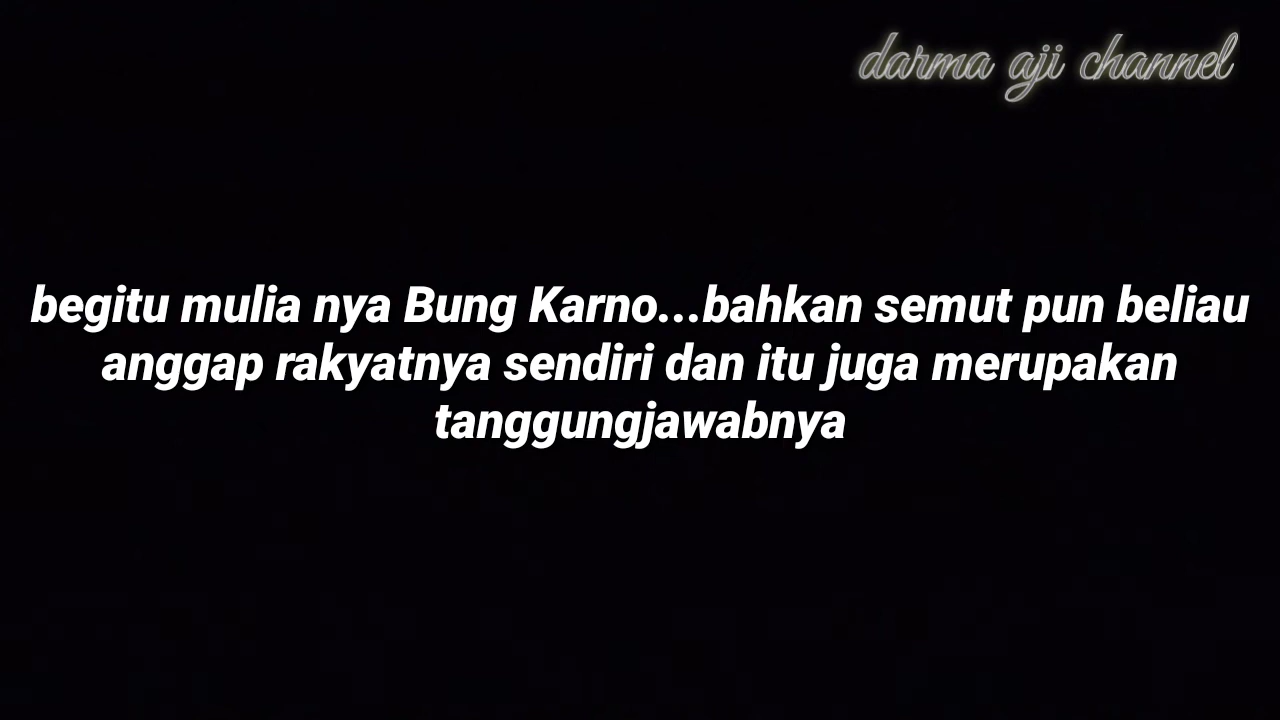 darma aji channel
begitu mulia nya Bung Karno...bahkan semut pun beliau
anggap rakyatnya sendiri dan itu juga merupakan
tanggungjawabnya